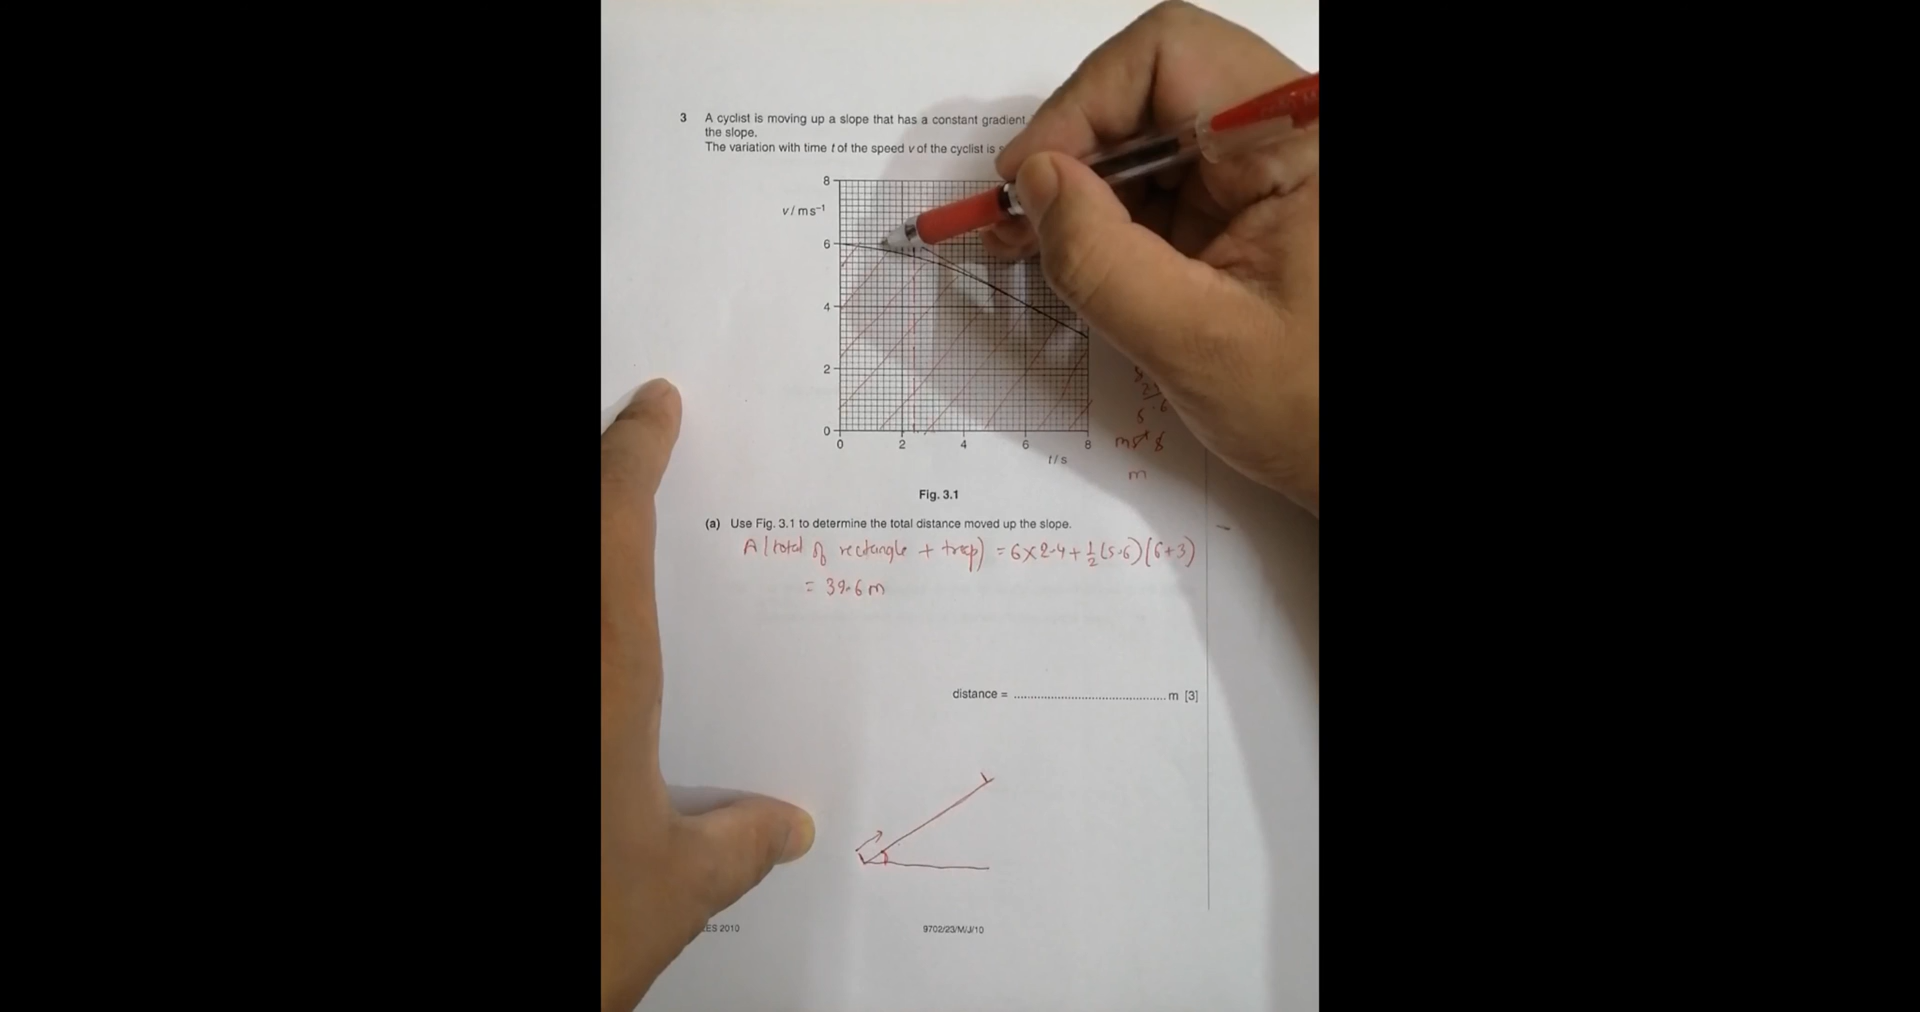 3 A cyclist is moving up a slope that has a constant gradient.
the slope.
The variation with time t of the speed v of the cyclist is
8
v / m s⁻¹
6
4
2
0
0 2 4 6 8
t / s
m
Fig. 3.1
(a) Use Fig. 3.1 to determine the total distance moved up the slope.
A (total of rectangle + trap) = 6×2.4+½(5.6)(6+3)
= 39.6 m
distance = .......................................... m [3]
LES 2010
9702/23/M/J/10